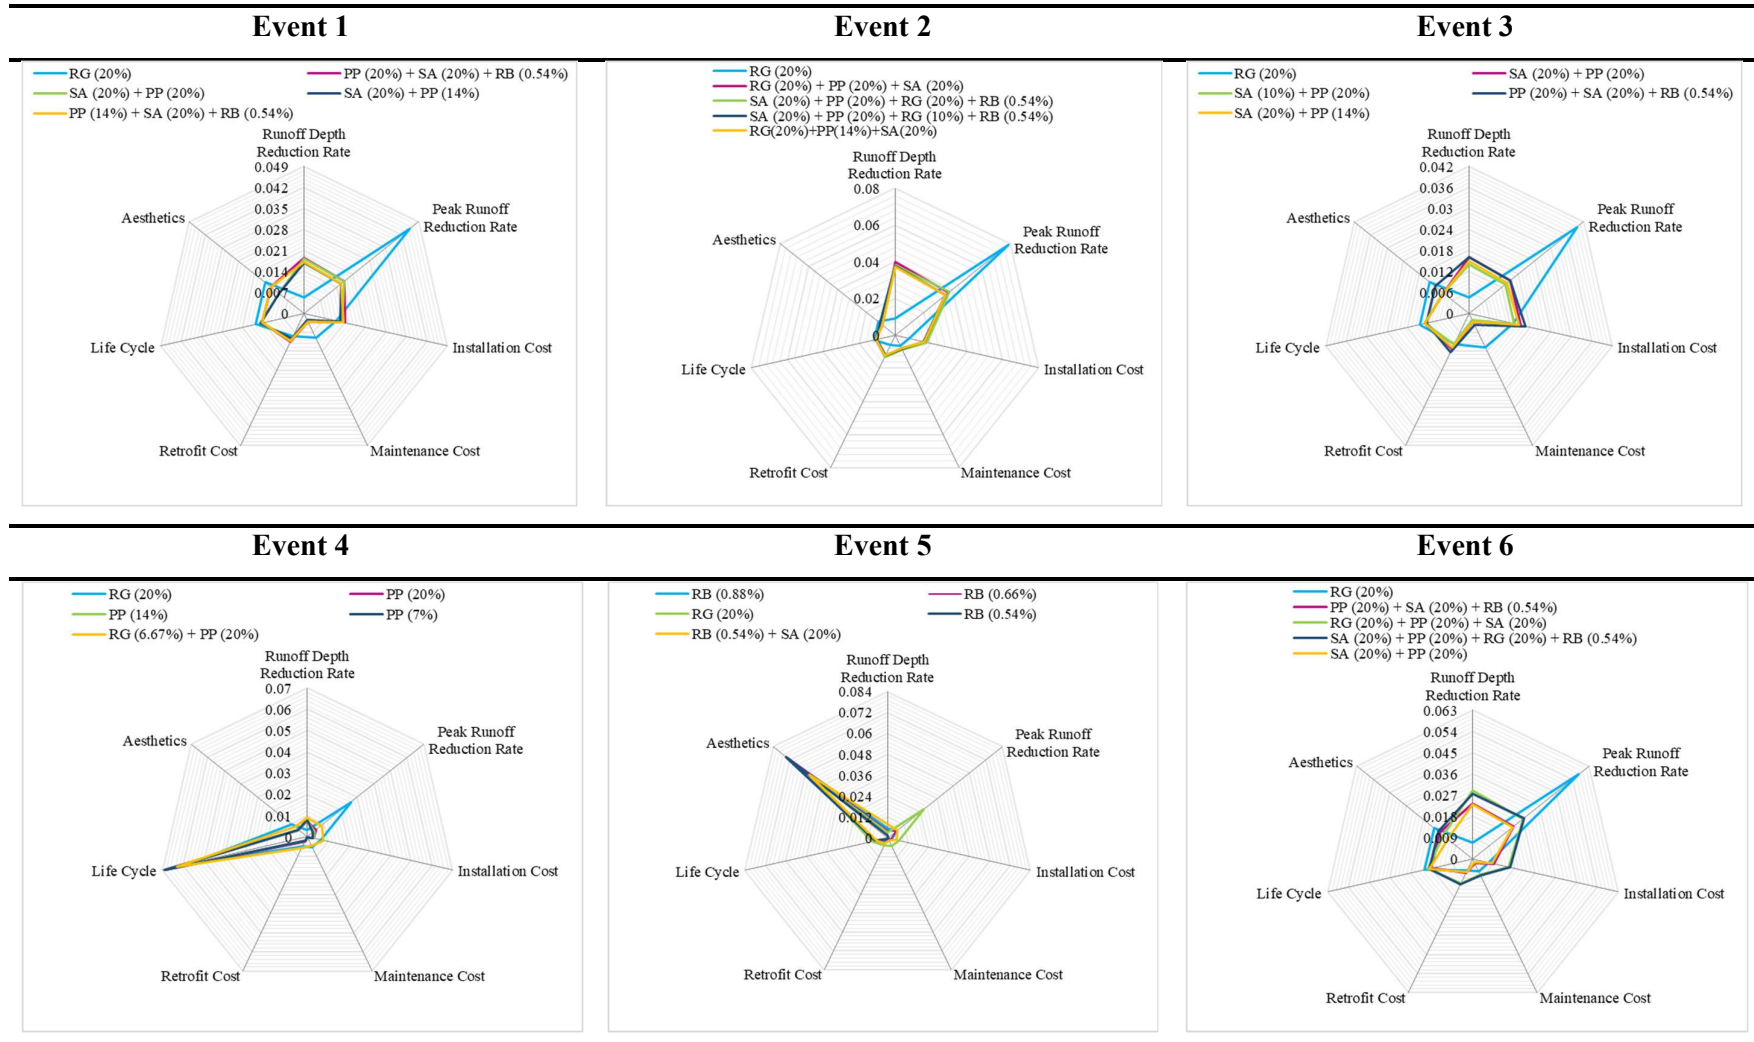 Event 1
Event 2
Event 3
RG (20%)
PP (20%) + SA (20%) + RB (0.54%)
SA (20%) + PP (20%)
SA (20%) + PP (14%)
PP (14%) + SA (20%) + RB (0.54%)
Runoff Depth
Reduction Rate
0.049
0.042
0.035
0.028
0.021
0.014
0.007
0
Peak Runoff
Reduction Rate
Installation Cost
Maintenance Cost
Retrofit Cost
Life Cycle
Aesthetics
RG (20%)
RG (20%) + PP (20%) + SA (20%)
SA (20%) + PP (20%) + RG (20%) + RB (0.54%)
SA (20%) + PP (20%) + RG (10%) + RB (0.54%)
RG(20%)+PP(14%)+SA(20%)
Runoff Depth
Reduction Rate
0.08
0.06
0.04
0.02
0
Peak Runoff
Reduction Rate
Installation Cost
Maintenance Cost
Retrofit Cost
Life Cycle
Aesthetics
RG (20%)
SA (20%) + PP (20%)
SA (10%) + PP (20%)
PP (20%) + SA (20%) + RB (0.54%)
SA (20%) + PP (14%)
Runoff Depth
Reduction Rate
0.042
0.036
0.03
0.024
0.018
0.012
0.006
0
Peak Runoff
Reduction Rate
Installation Cost
Maintenance Cost
Retrofit Cost
Life Cycle
Aesthetics
Event 4
Event 5
Event 6
RG (20%)
PP (20%)
PP (14%)
PP (7%)
RG (6.67%) + PP (20%)
Runoff Depth
Reduction Rate
0.07
0.06
0.05
0.04
0.03
0.02
0.01
0
Peak Runoff
Reduction Rate
Installation Cost
Maintenance Cost
Retrofit Cost
Life Cycle
Aesthetics
RB (0.88%)
RB (0.66%)
RG (20%)
RB (0.54%)
RB (0.54%) + SA (20%)
Runoff Depth
Reduction Rate
0.084
0.072
0.06
0.048
0.036
0.024
0.012
0
Peak Runoff
Reduction Rate
Installation Cost
Maintenance Cost
Retrofit Cost
Life Cycle
Aesthetics
RG (20%)
PP (20%) + SA (20%) + RB (0.54%)
RG (20%) + PP (20%) + SA (20%)
SA (20%) + PP (20%) + RG (20%) + RB (0.54%)
SA (20%) + PP (20%)
Runoff Depth
Reduction Rate
0.063
0.054
0.045
0.036
0.027
0.018
0.009
0
Peak Runoff
Reduction Rate
Installation Cost
Maintenance Cost
Retrofit Cost
Life Cycle
Aesthetics